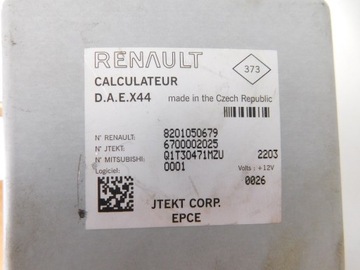 RENAULT
373
CALCULATEUR
D.A.E.X44 made in the Czech Republic
N° RENAULT: 8201050679
N° JTEKT: 6700002025
N° MITSUBISHI: Q1T30471MZU 2203
Logiciel: 0001 Volts : +12V
0026
JTEKT CORP.
EPCE